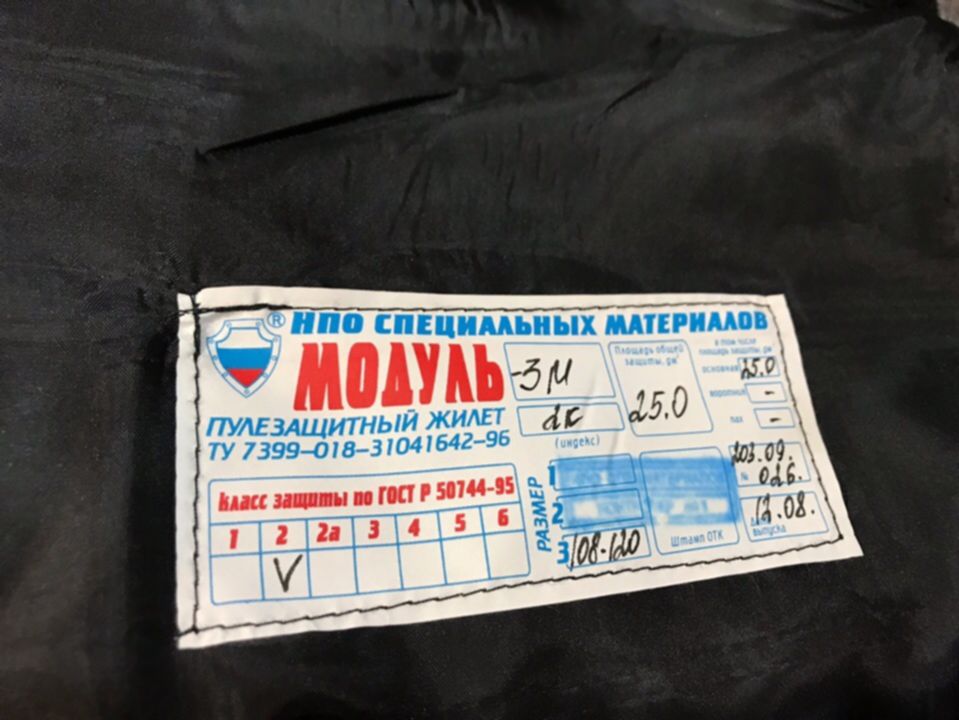 ® НПО СПЕЦИАЛЬНЫХ МАТЕРИАЛОВ
МОДУЛЬ -3М
(индекс)
ПУЛЕЗАЩИТНЫЙ ЖИЛЕТ
ТУ 7399–018–31041642–96
Площадь общей защиты, дм²
25.0
в том числе
площадь защиты, дм²
основная 25.0
воротник -
пах -
Класс защиты по ГОСТ Р 50744-95
1 2 2а 3 4 5 6
V
РАЗМЕР
1
2
3 108-120
Штамп ОТК
203.09.
№ 026.
12.08.
выпуска